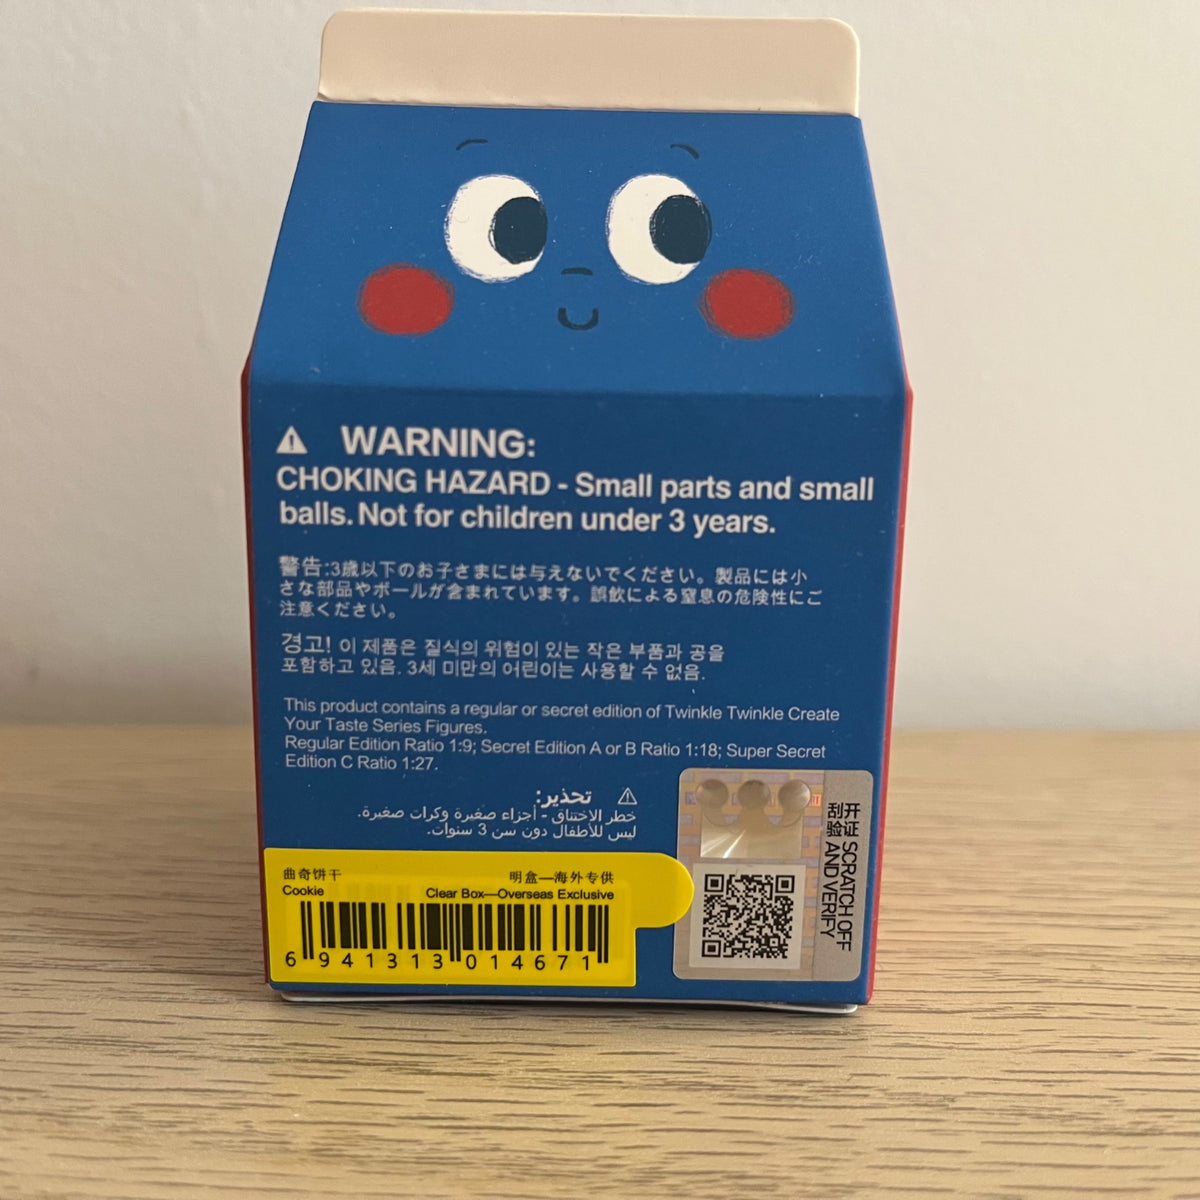 WARNING:
CHOKING HAZARD - Small parts and small
balls. Not for children under 3 years.
警告:3歳以下のお子さまには与えないでください。製品には小
さな部品やボールが含まれています。誤飲による窒息の危険性にご
注意ください。
경고! 이 제품은 질식의 위험이 있는 작은 부품과 공을
포함하고 있음. 3세 미만의 어린이는 사용할 수 없음.
This product contains a regular or secret edition of Twinkle Twinkle Create
Your Taste Series Figures.
Regular Edition Ratio 1:9; Secret Edition A or B Ratio 1:18; Super Secret
Edition C Ratio 1:27.
تحذير:
خطر الاختناق - أجزاء صغيرة وكرات صغيرة.
ليس للأطفال دون سن 3 سنوات.
曲奇饼干
明盒—海外专供
Cookie
Clear Box—Overseas Exclusive
6 941313 014671
刮开
验证
SCRATCH OFF
AND VERIFY